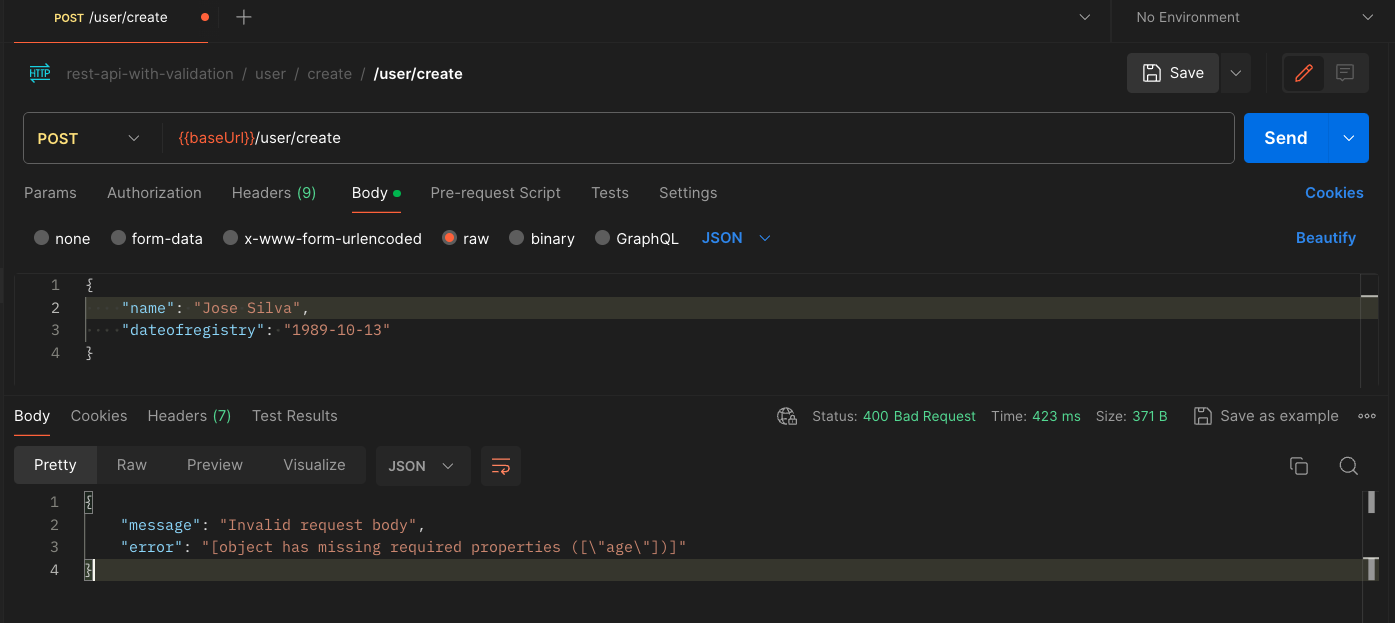 POST /user/create
No Environment
HTTP rest-api-with-validation / user / create / /user/create
Save
POST {{baseUrl}}/user/create
Send
Params Authorization Headers (9) Body Pre-request Script Tests Settings Cookies
none form-data x-www-form-urlencoded raw binary GraphQL JSON Beautify
1 {
2 ····"name":·"Jose·Silva",
3 ····"dateofregistry":·"1989-10-13"
4 }
Body Cookies Headers (7) Test Results Status: 400 Bad Request Time: 423 ms Size: 371 B Save as example
Pretty Raw Preview Visualize JSON
1 {
2 "message": "Invalid request body",
3 "error": "[object has missing required properties ([\"age\"])]"
4 }